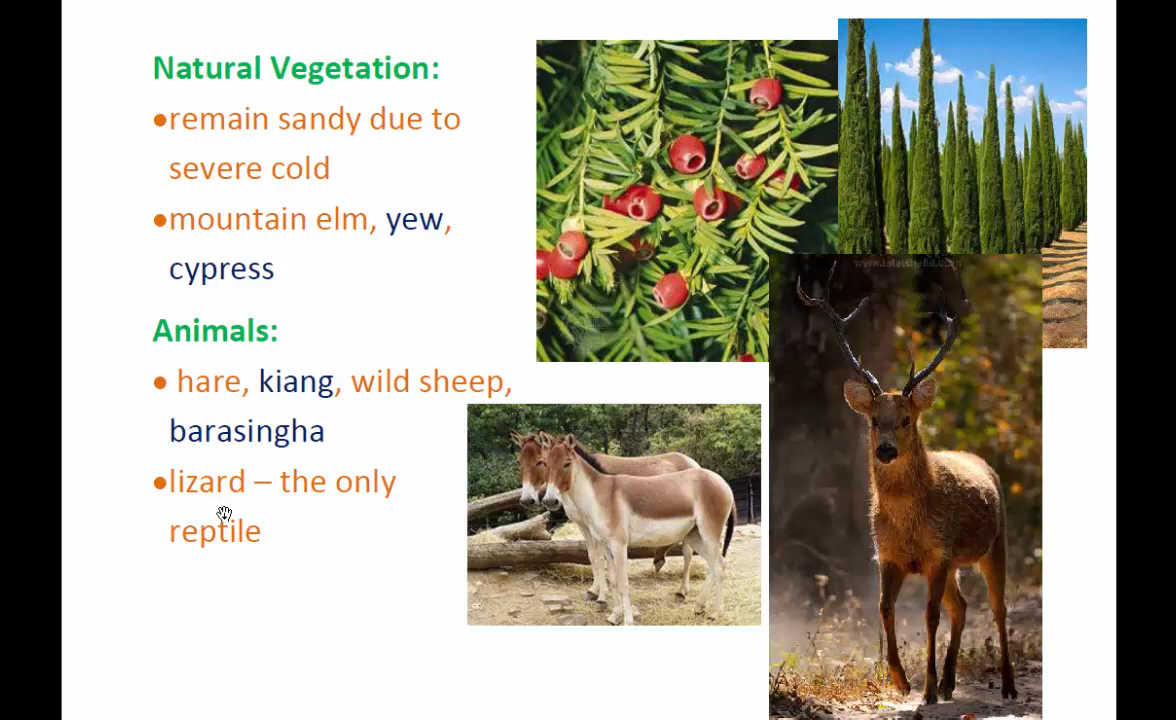 Natural Vegetation:
•remain sandy due to
severe cold
•mountain elm, yew,
cypress
Animals:
• hare, kiang, wild sheep,
barasingha
•lizard – the only
reptile